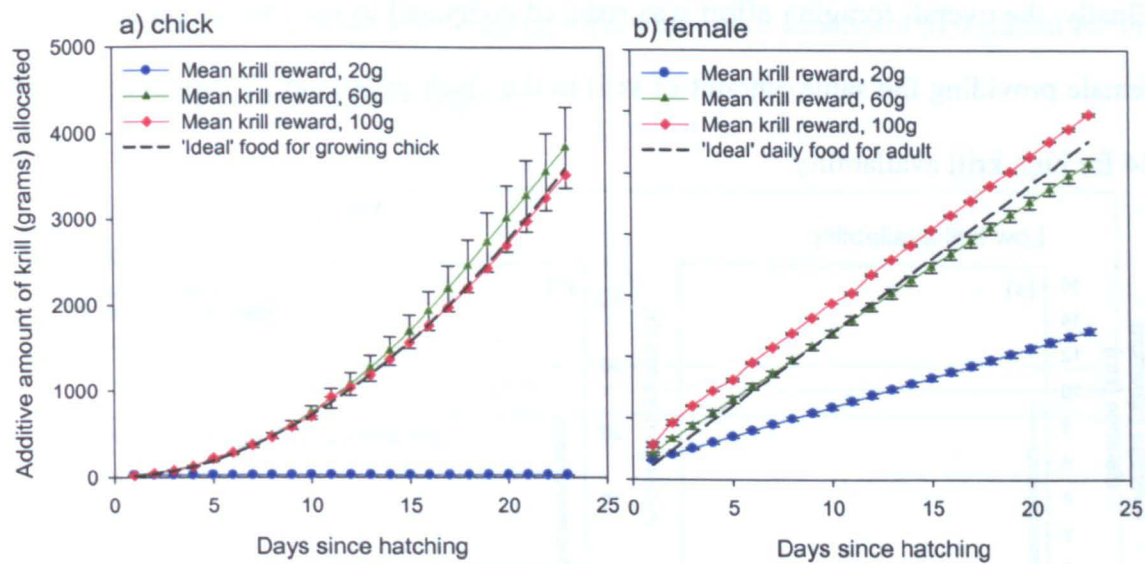 a) chick
Mean krill reward, 20g
Mean krill reward, 60g
Mean krill reward, 100g
'Ideal' food for growing chick
Additive amount of krill (grams) allocated
5000
4000
3000
2000
1000
0
0 5 10 15 20 25
Days since hatching
b) female
Mean krill reward, 20g
Mean krill reward, 60g
Mean krill reward, 100g
'Ideal' daily food for adult
5 10 15 20 25
Days since hatching